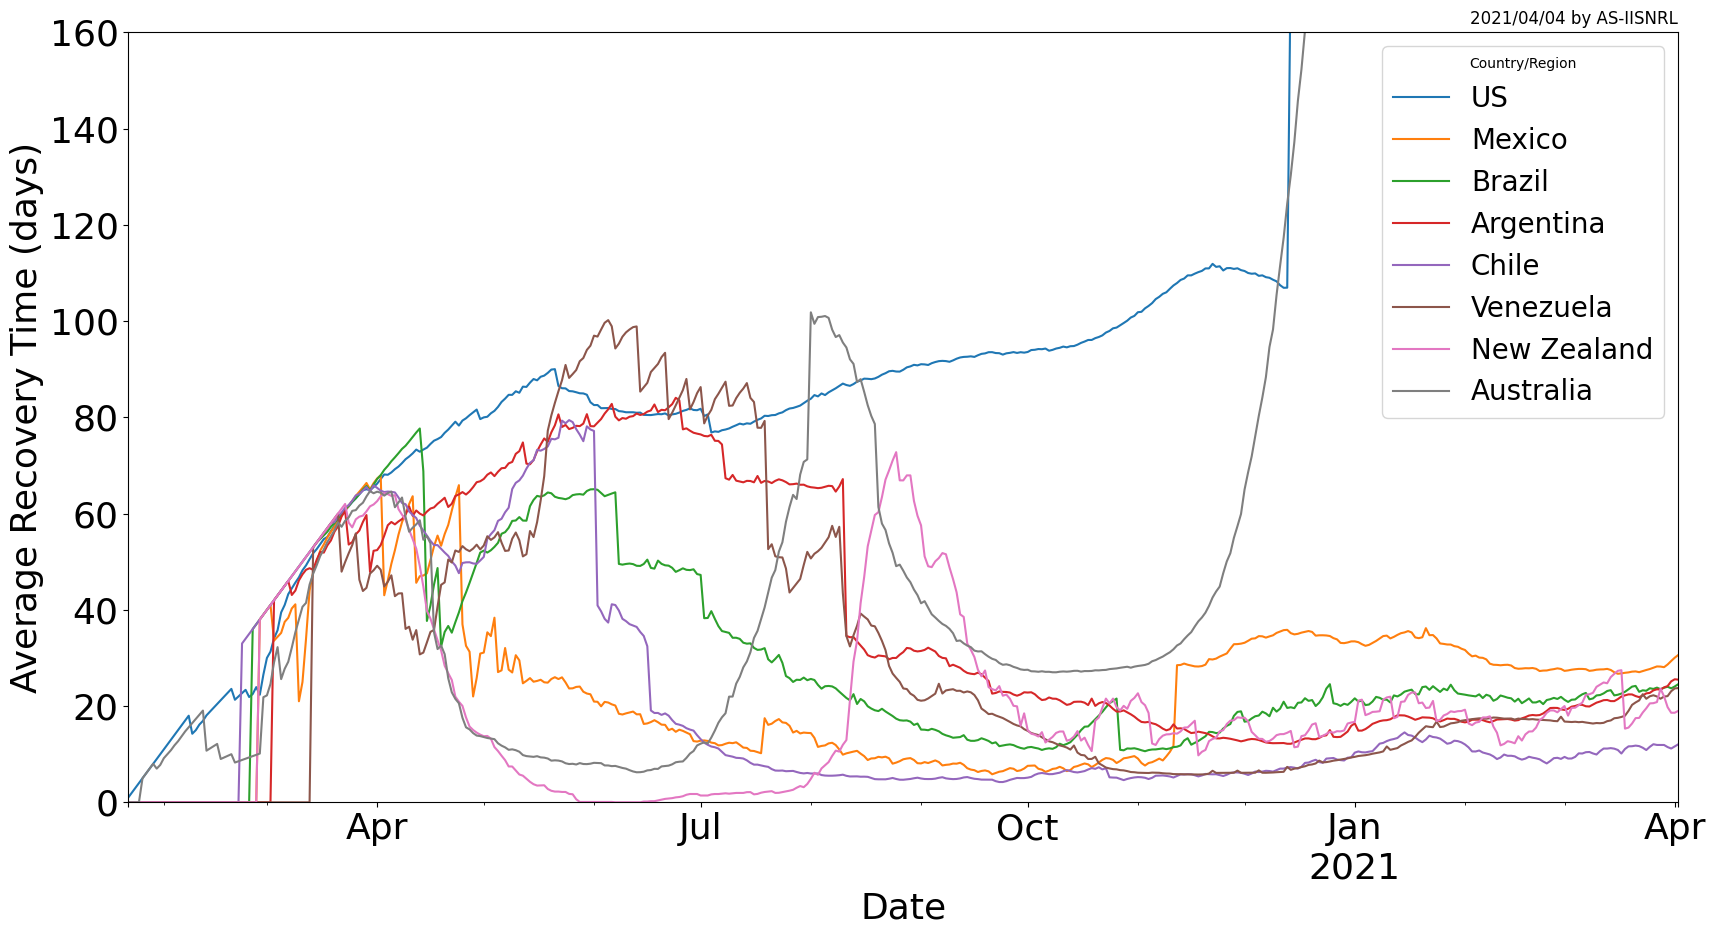 2021/04/04 by AS-IISNRL
Average Recovery Time (days)
160
140
120
100
80
60
40
20
0
Country/Region
US
Mexico
Brazil
Argentina
Chile
Venezuela
New Zealand
Australia
Apr
Jul
Oct
Jan
2021
Apr
Date